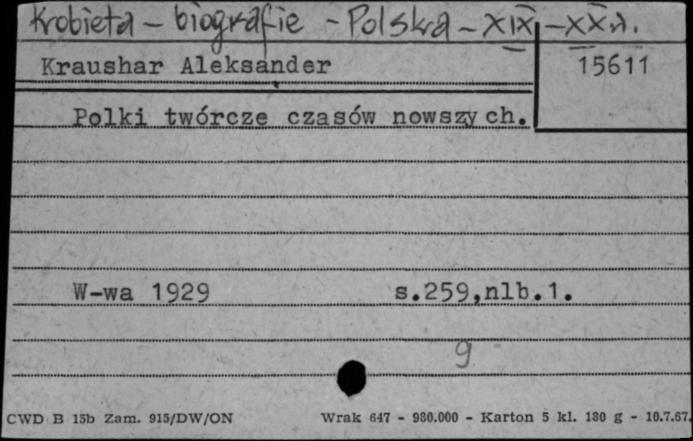 Kobieta - biografie - Polska - XIX - XX w.
Kraushar Aleksander
15611
Polki twórcze czasów nowszych.
W-wa 1929 s.259,nlb.1.
g
CWD B 15b Zam. 915/DW/ON Wrak 647 - 980.000 - Karton 5 kl. 180 g - 10.7.67.